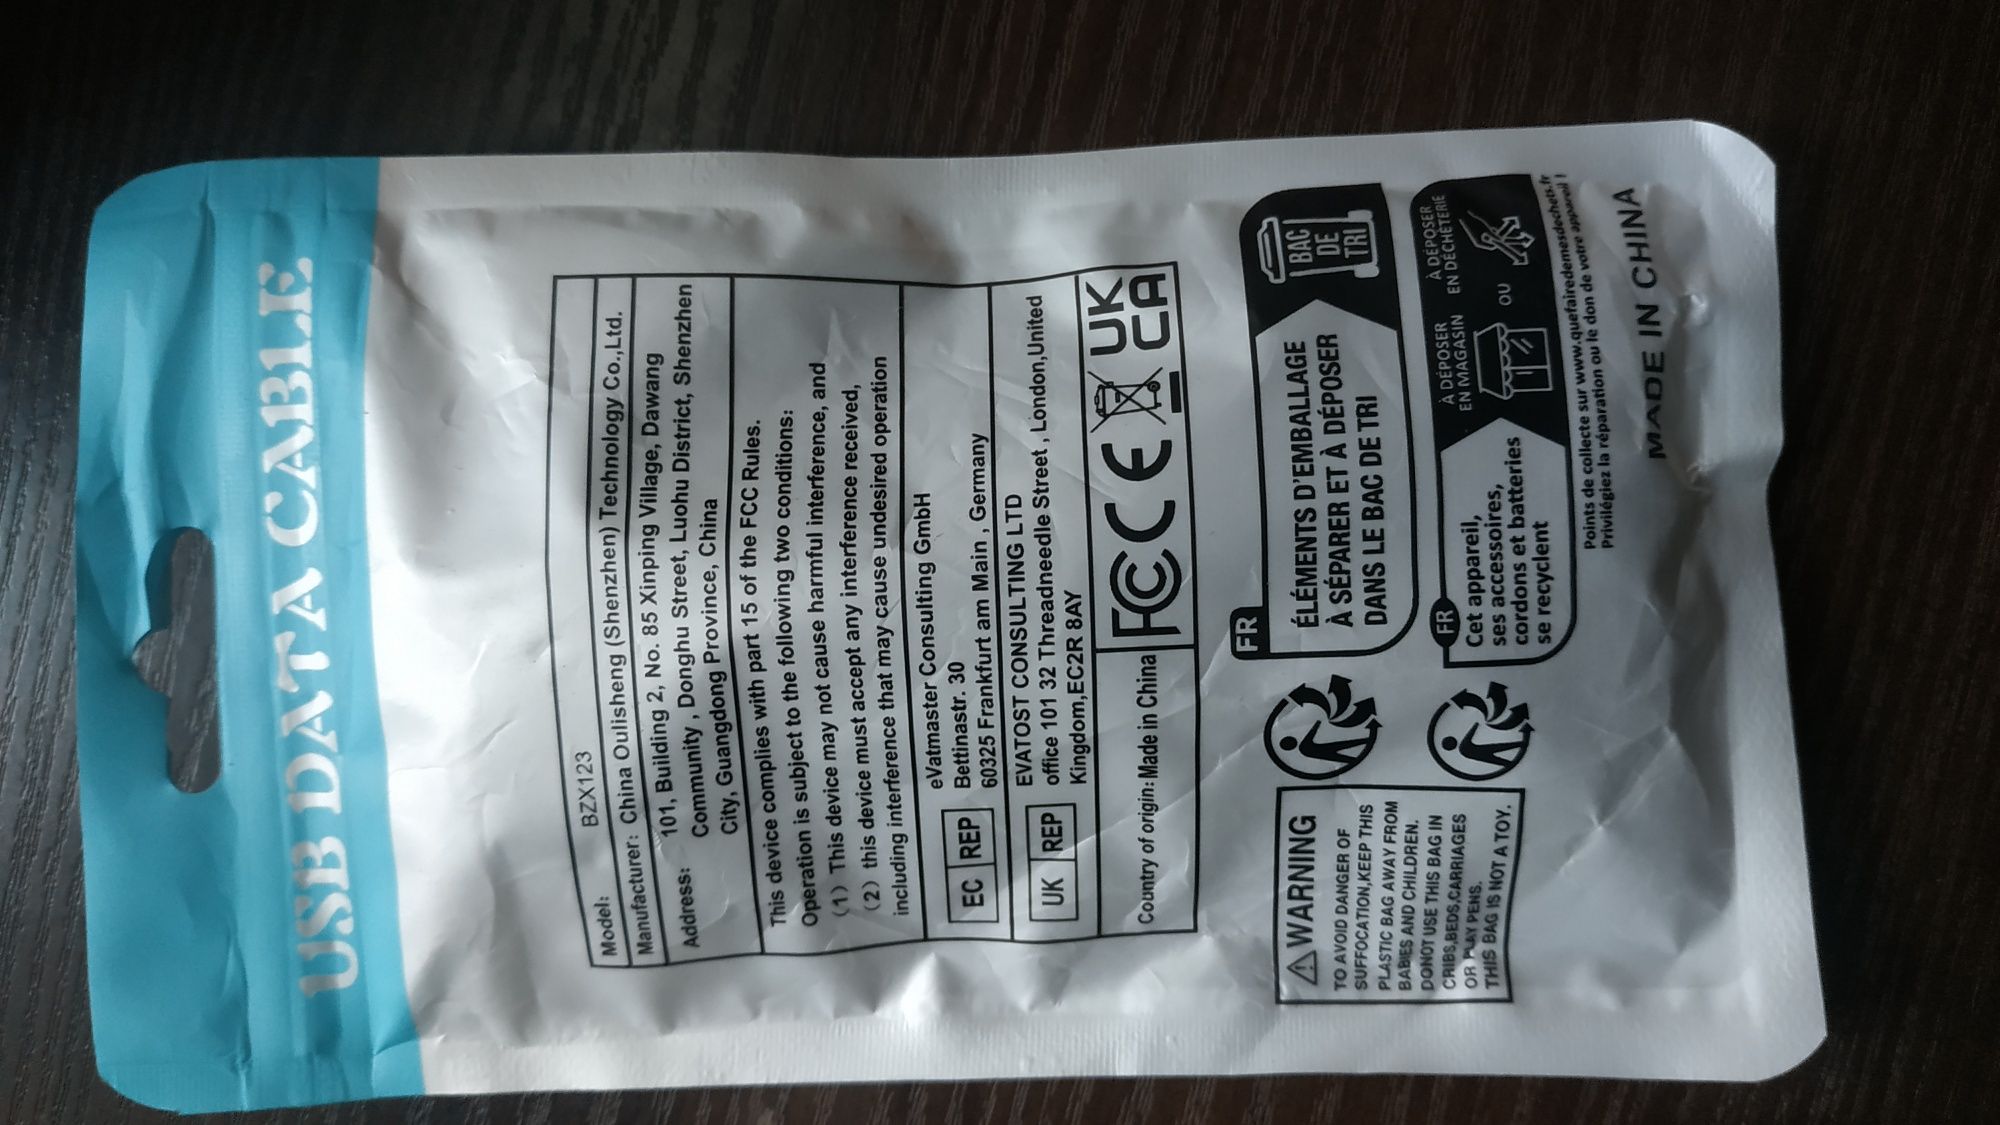 USB DATA CABLE
Model: BZX123
Manufacturer: China Oulisheng (Shenzhen) Technology Co.,Ltd.
Address: 101, Building 2, No. 85 Xinping Village, Dawang
Community , Donghu Street, Luohu District, Shenzhen
City, Guangdong Province, China
This device complies with part 15 of the FCC Rules.
Operation is subject to the following two conditions:
(1) This device may not cause harmful interference, and
(2) this device must accept any interference received,
including interference that may cause undesired operation
EC REP
eVatmaster Consulting GmbH
Bettinastr. 30
60325 Frankfurt am Main , Germany
UK REP
EVATOST CONSULTING LTD
office 101 32 Threadneedle Street , London,United
Kingdom,EC2R 8AY
Country of origin: Made in China
FC CE UK
CA
⚠ WARNING
TO AVOID DANGER OF
SUFFOCATION,KEEP THIS
PLASTIC BAG AWAY FROM
BABIES AND CHILDREN.
DONOT USE THIS BAG IN
CRIBS,BEDS,CARRIAGES
OR PLAY PENS.
THIS BAG IS NOT A TOY.
FR
ÉLÉMENTS D'EMBALLAGE
À SÉPARER ET À DÉPOSER
DANS LE BAC DE TRI
BAC
DE
TRI
FR
Cet appareil,
ses accessoires,
cordons et batteries
se recyclent
À DÉPOSER
EN MAGASIN
OU
À DÉPOSER
EN DÉCHÈTERIE
Points de collecte sur www.quefairedemesdechets.fr
Privilégiez la réparation ou le don de votre appareil !
MADE IN CHINA